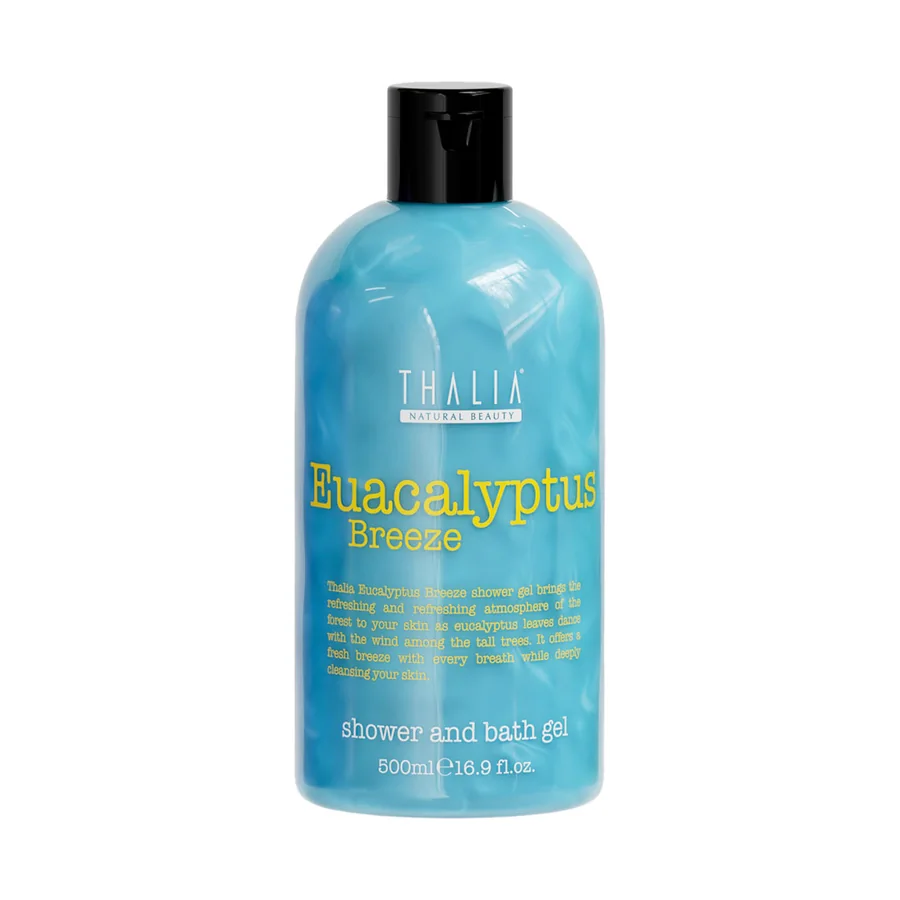 THALIA®
NATURAL BEAUTY
Euacalyptus
Breeze
Thalia Eucalyptus Breeze shower gel brings the
refreshing and refreshing atmosphere of the
forest to your skin as eucalyptus leaves dance
with the wind among the tall trees. It offers a
fresh breeze with every breath while deeply
cleansing your skin.
shower and bath gel
500ml℮16.9 fl.oz.